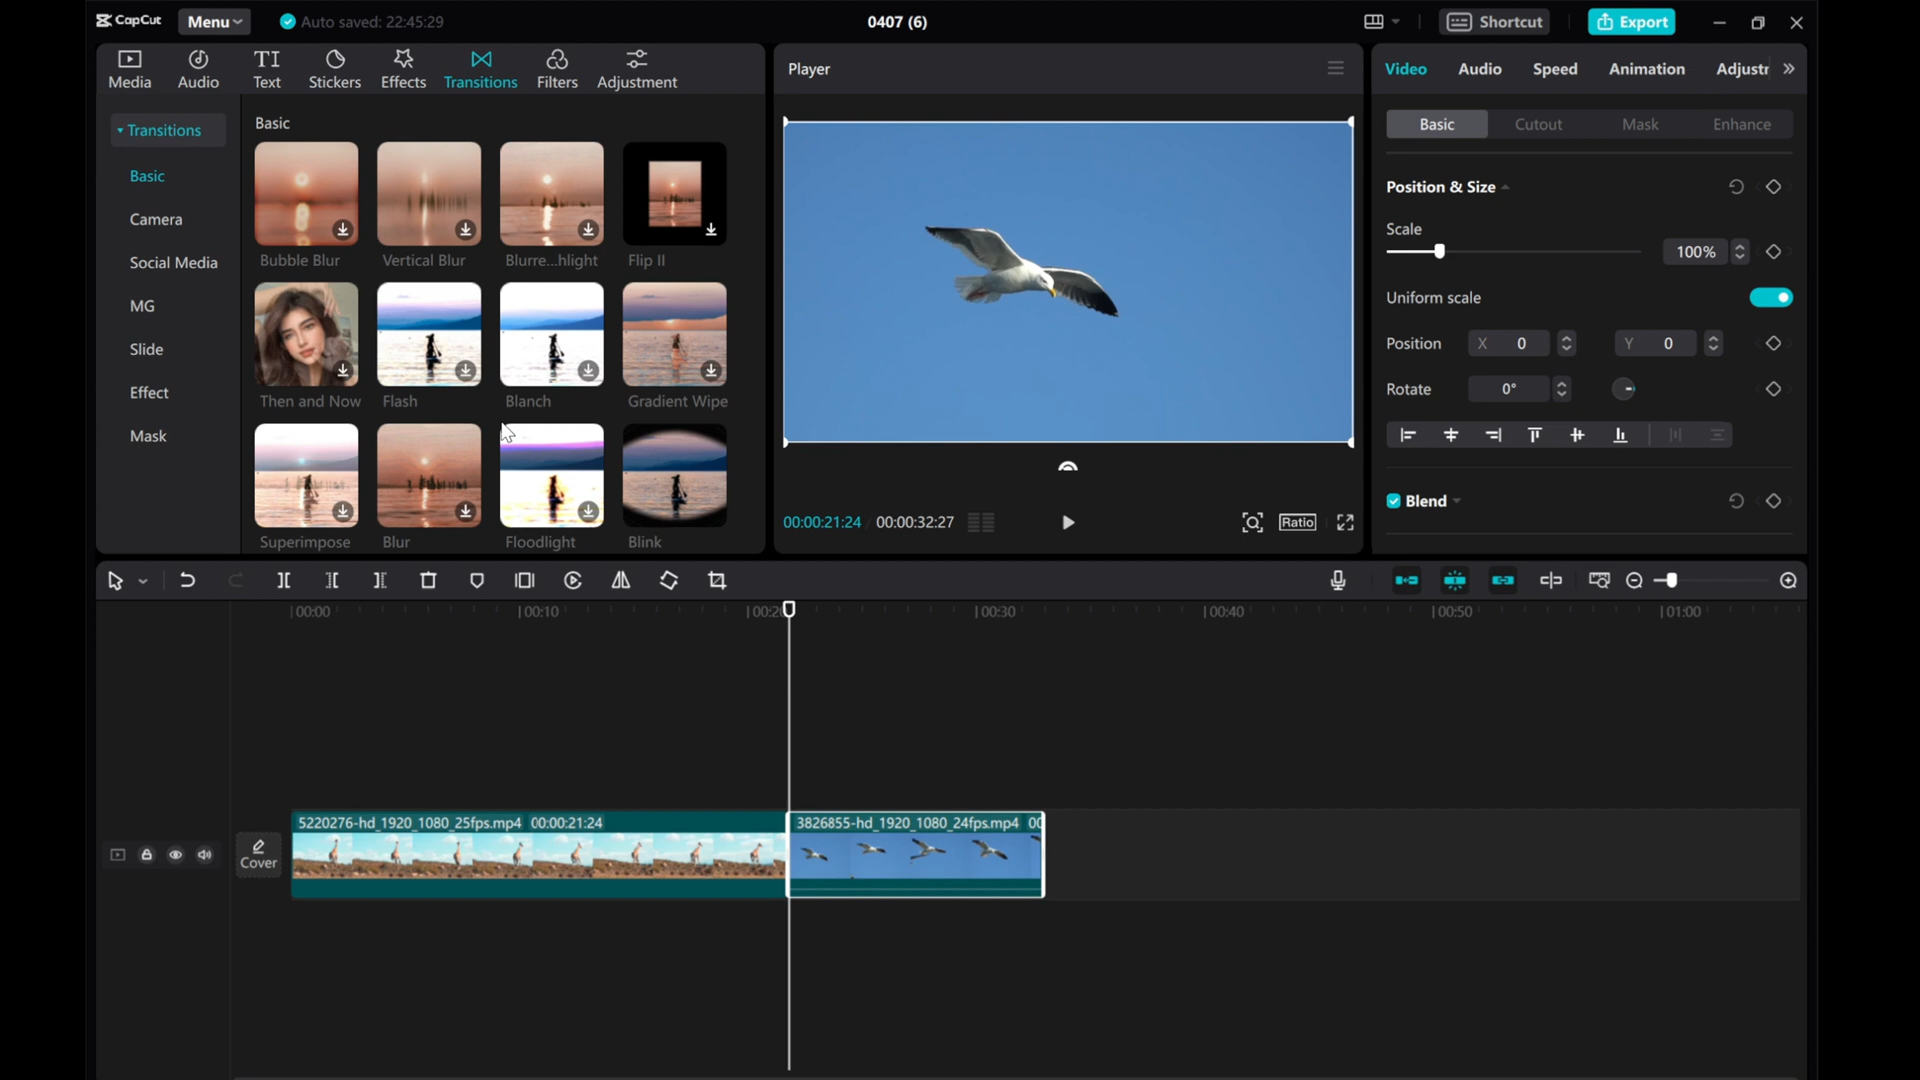 CapCut
Menu
Auto saved: 22:45:29
0407 (6)
Shortcut
Export
Media
Audio
Text
Stickers
Effects
Transitions
Filters
Adjustment
Transitions
Basic
Camera
Social Media
MG
Slide
Effect
Mask
Basic
Bubble Blur
Vertical Blur
Blurre...hlight
Flip II
Then and Now
Flash
Blanch
Gradient Wipe
Superimpose
Blur
Floodlight
Blink
Player
00:00:21:24
00:00:32:27
Ratio
Video
Audio
Speed
Animation
Adjustr
Basic
Cutout
Mask
Enhance
Position & Size
Scale
100%
Uniform scale
Position
X 0
Y 0
Rotate
0°
Blend
00:00
00:10
00:20
00:30
00:40
00:50
01:00
Cover
5220276-hd_1920_1080_25fps.mp4 00:00:21:24
3826855-hd_1920_1080_24fps.mp4 00